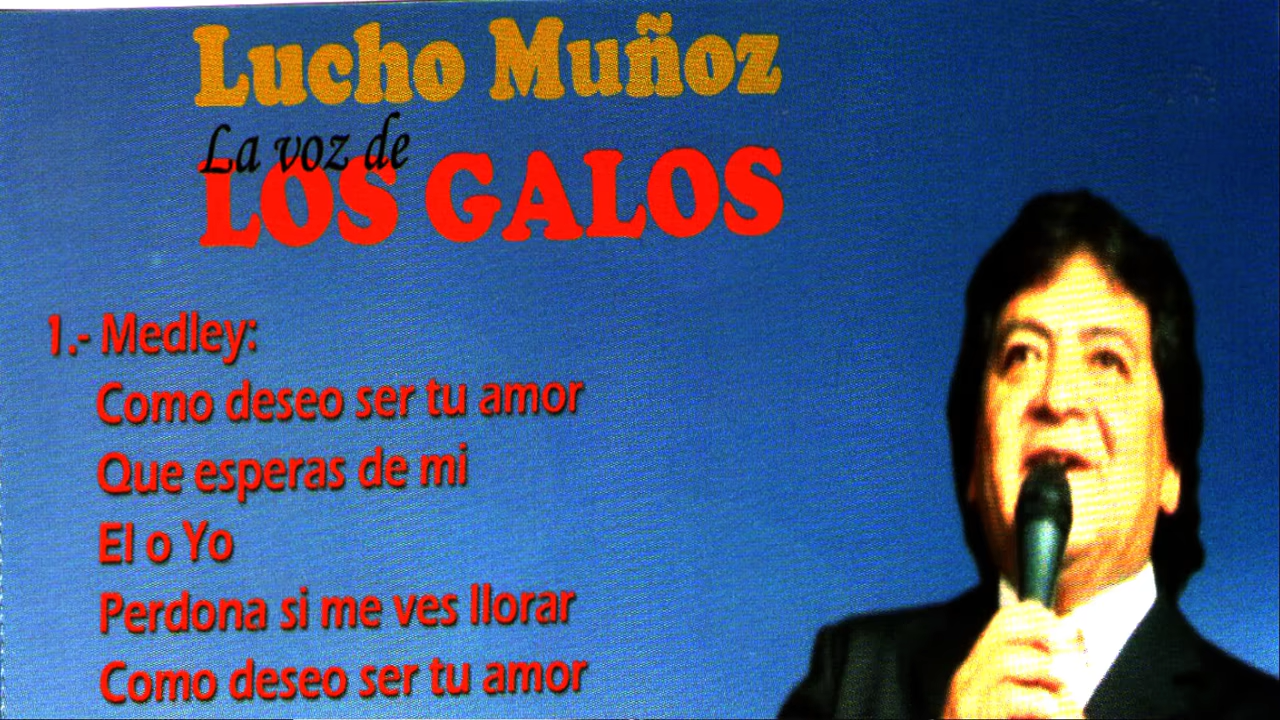 Lucho Muñoz
La voz de
LOS GALOS
1.- Medley:
Como deseo ser tu amor
Que esperas de mi
El o Yo
Perdona si me ves llorar
Como deseo ser tu amor